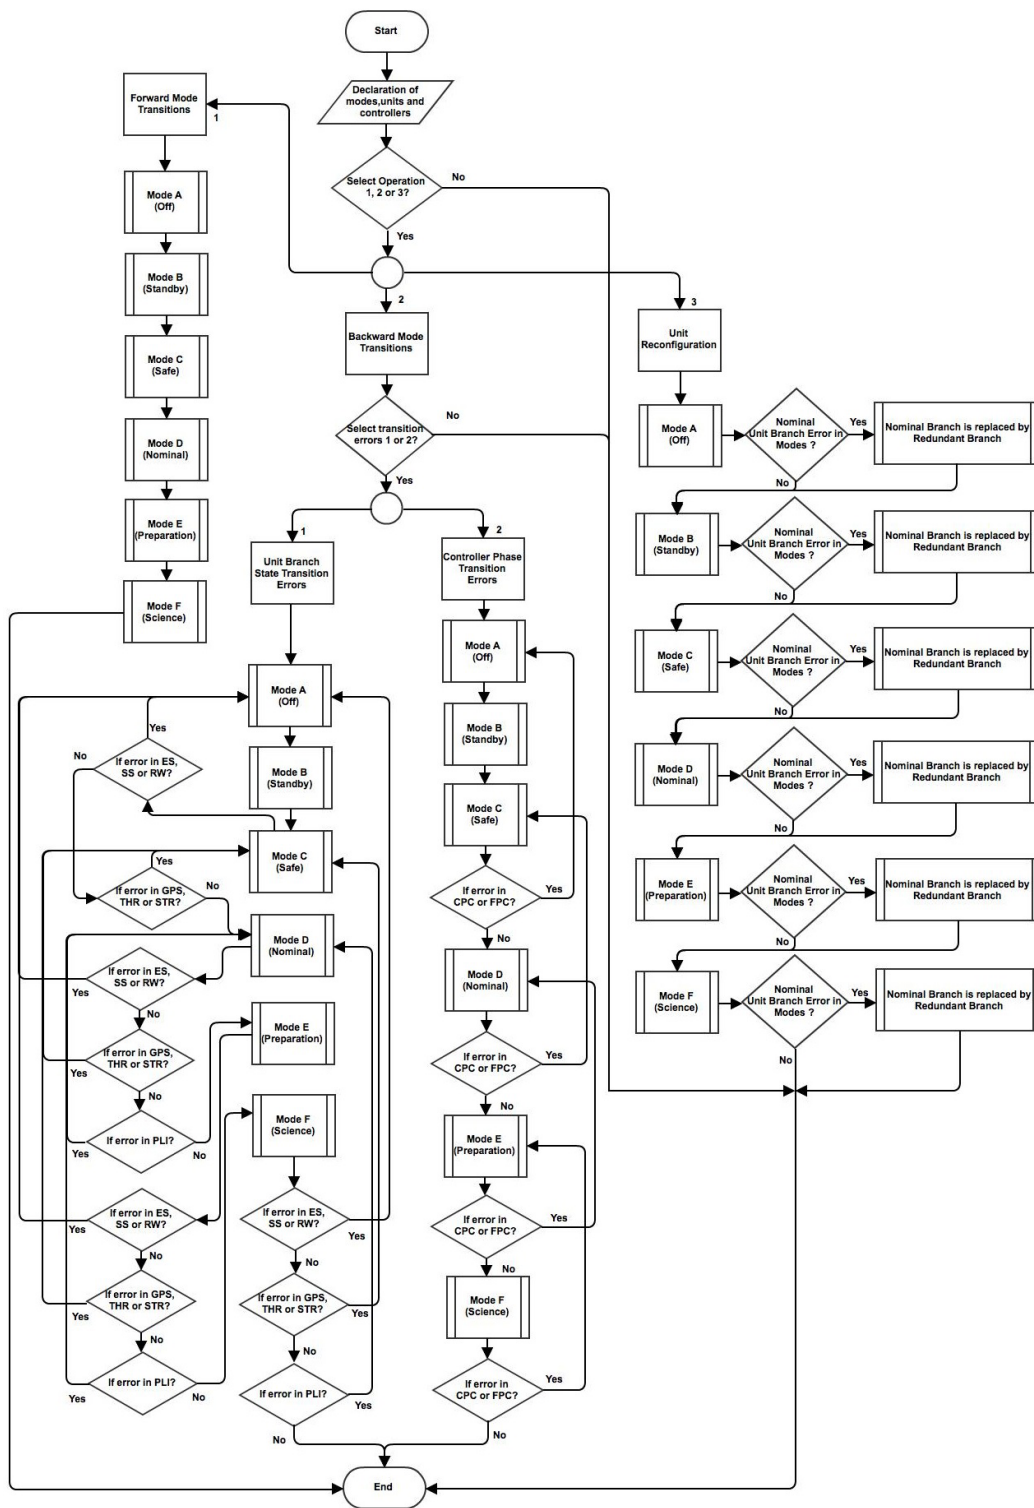 Start
Declaration of
modes,units and
controllers
Select Operation
1, 2 or 3?
No
Yes
1
Forward Mode
Transitions
Mode A
(Off)
Mode B
(Standby)
Mode C
(Safe)
Mode D
(Nominal)
Mode E
(Preparation)
Mode F
(Science)
2
Backward Mode
Transitions
Select transition
errors 1 or 2?
No
Yes
1
Unit Branch
State Transition
Errors
Mode A
(Off)
Mode B
(Standby)
Mode C
(Safe)
Yes
No
If error in ES,
SS or RW?
Yes
If error in GPS,
THR or STR?
No
Mode D
(Nominal)
If error in ES,
SS or RW?
Yes
No
If error in GPS,
THR or STR?
Yes
No
If error in PLI?
Yes
No
Mode E
(Preparation)
If error in ES,
SS or RW?
Yes
No
If error in GPS,
THR or STR?
Yes
No
If error in PLI?
Yes
No
Mode F
(Science)
If error in ES,
SS or RW?
Yes
No
If error in GPS,
THR or STR?
Yes
No
If error in PLI?
Yes
No
2
Controller Phase
Transition
Errors
Mode A
(Off)
Mode B
(Standby)
Mode C
(Safe)
If error in
CPC or FPC?
Yes
No
Mode D
(Nominal)
If error in
CPC or FPC?
Yes
No
Mode E
(Preparation)
If error in
CPC or FPC?
Yes
No
Mode F
(Science)
If error in
CPC or FPC?
Yes
No
3
Unit
Reconfiguration
Mode A
(Off)
Nominal
Unit Branch Error in
Modes ?
Yes
Nominal Branch is replaced by
Redundant Branch
No
Mode B
(Standby)
Nominal
Unit Branch Error in
Modes ?
Yes
Nominal Branch is replaced by
Redundant Branch
No
Mode C
(Safe)
Nominal
Unit Branch Error in
Modes ?
Yes
Nominal Branch is replaced by
Redundant Branch
No
Mode D
(Nominal)
Nominal
Unit Branch Error in
Modes ?
Yes
Nominal Branch is replaced by
Redundant Branch
No
Mode E
(Preparation)
Nominal
Unit Branch Error in
Modes ?
Yes
Nominal Branch is replaced by
Redundant Branch
No
Mode F
(Science)
Nominal
Unit Branch Error in
Modes ?
Yes
Nominal Branch is replaced by
Redundant Branch
No
End